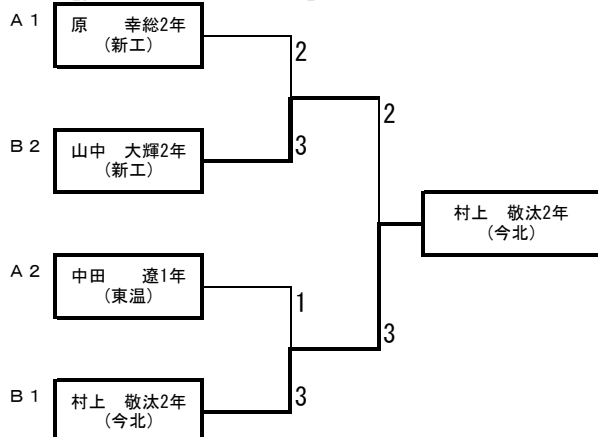 A 1
原　幸総2年
(新工)
2
2
B 2
山中　大輝2年
(新工)
3
村上　敬汰2年
(今北)
A 2
中田　遼1年
(東温)
1
3
B 1
村上　敬汰2年
(今北)
3